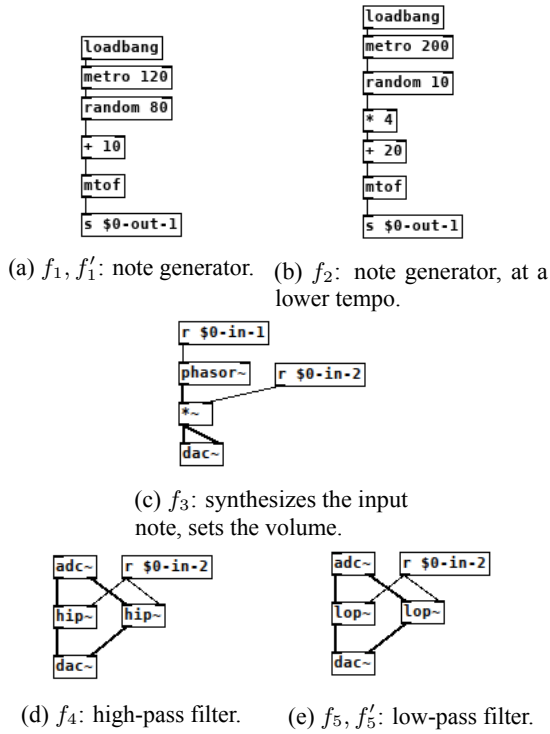 loadbang
metro 120
random 80
+ 10
mtof
s $0-out-1
(a) f₁, f′₁: note generator.
loadbang
metro 200
random 10
* 4
+ 20
mtof
s $0-out-1
(b) f₂: note generator, at a
lower tempo.
r $0-in-1
phasor~
r $0-in-2
*~
dac~
(c) f₃: synthesizes the input
note, sets the volume.
adc~
r $0-in-2
hip~
hip~
dac~
(d) f₄: high-pass filter.
adc~
r $0-in-2
lop~
lop~
dac~
(e) f₅, f′₅: low-pass filter.